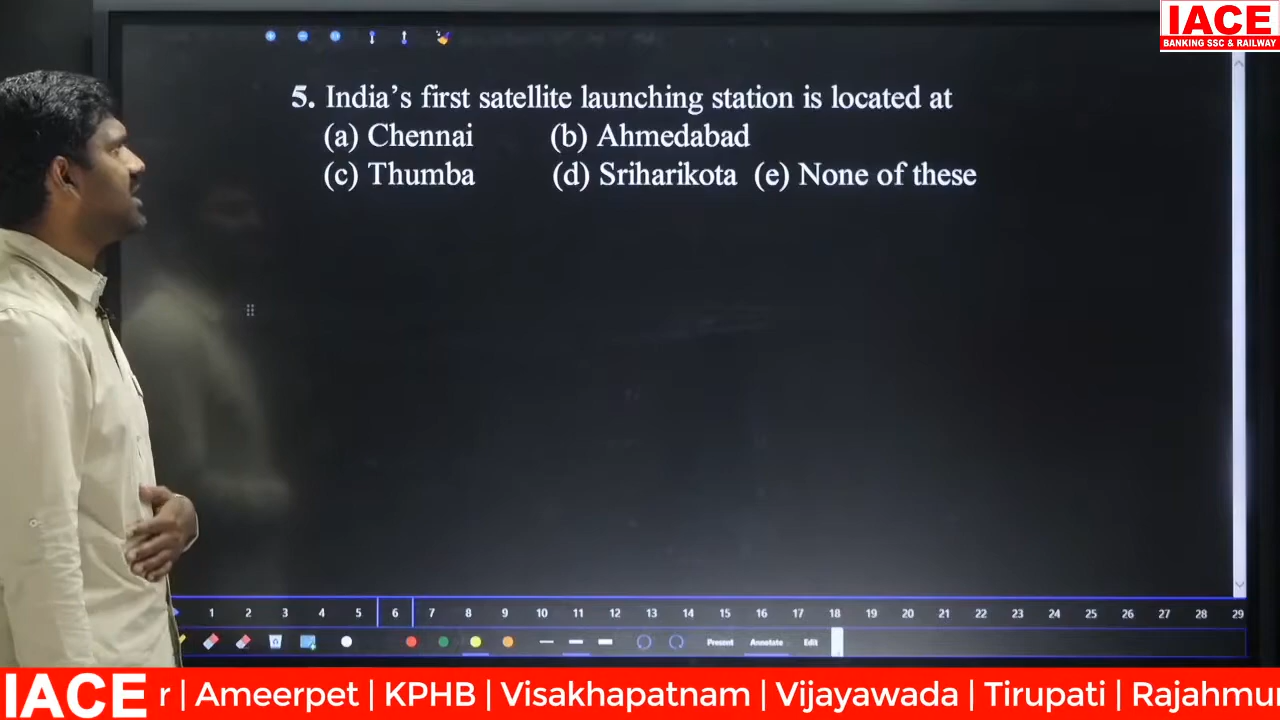 IACE
BANKING SSC & RAILWAY
5. India’s first satellite launching station is located at
(a) Chennai (b) Ahmedabad
(c) Thumba (d) Sriharikota (e) None of these
1 2 3 4 5 6 7 8 9 10 11 12 13 14 15 16 17 18 19 20 21 22 23 24 25 26 27 28 29
Present Annotate Edit
IACE r | Ameerpet | KPHB | Visakhapatnam | Vijayawada | Tirupati | Rajahmu